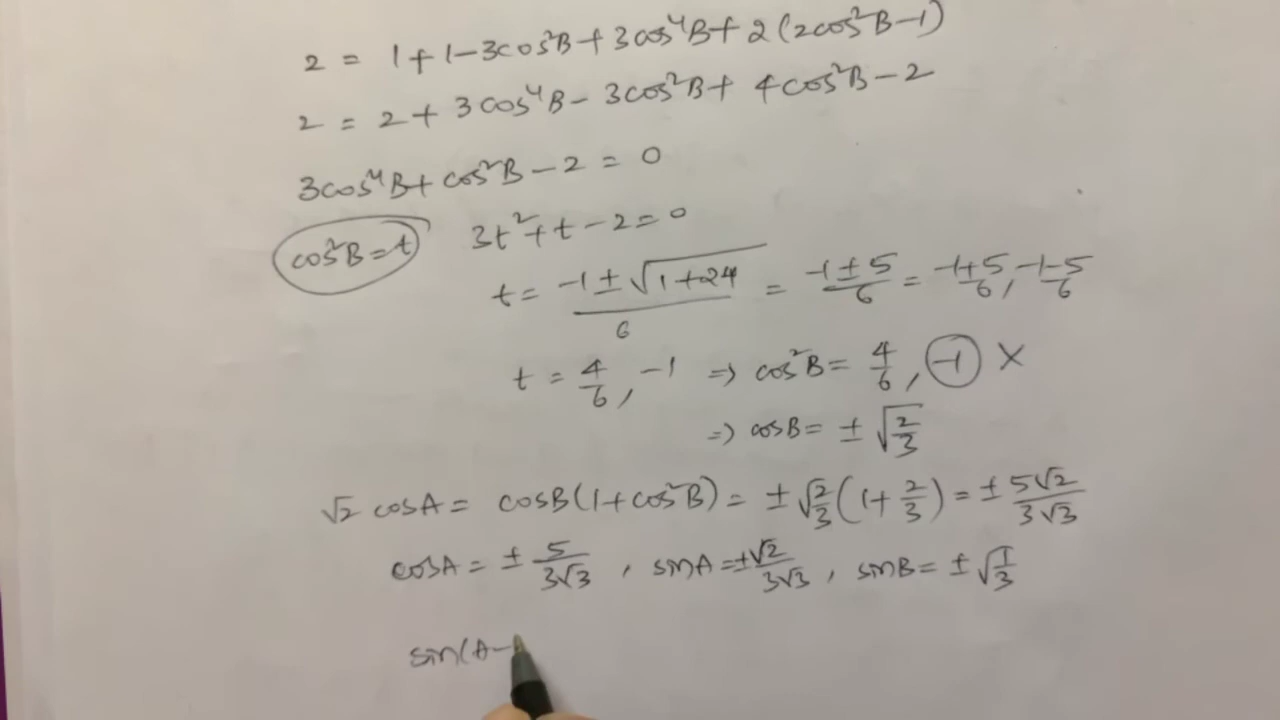 2 = 1 + 1 - 3cos²B + 3cos⁴B + 2(2cos²B - 1)
2 = 2 + 3cos⁴B - 3cos²B + 4cos²B - 2
3cos⁴B + cos²B - 2 = 0
cos²B = t 3t² + t - 2 = 0
t = (-1 ± √(1+24))/6 = (-1 ± 5)/6 = (-1+5)/6, (-1-5)/6
t = 4/6, -1 ⇒ cos²B = 4/6, -1 ×
⇒ cosB = ± √(2/3)
√2 cosA = cosB(1 + cos²B) = ± √(2/3) (1 + 2/3) = ± 5√2/3√3
cosA = ± 5/3√3, sinA = ± √2/3√3, sinB = ± √(1/3)
sin(A -